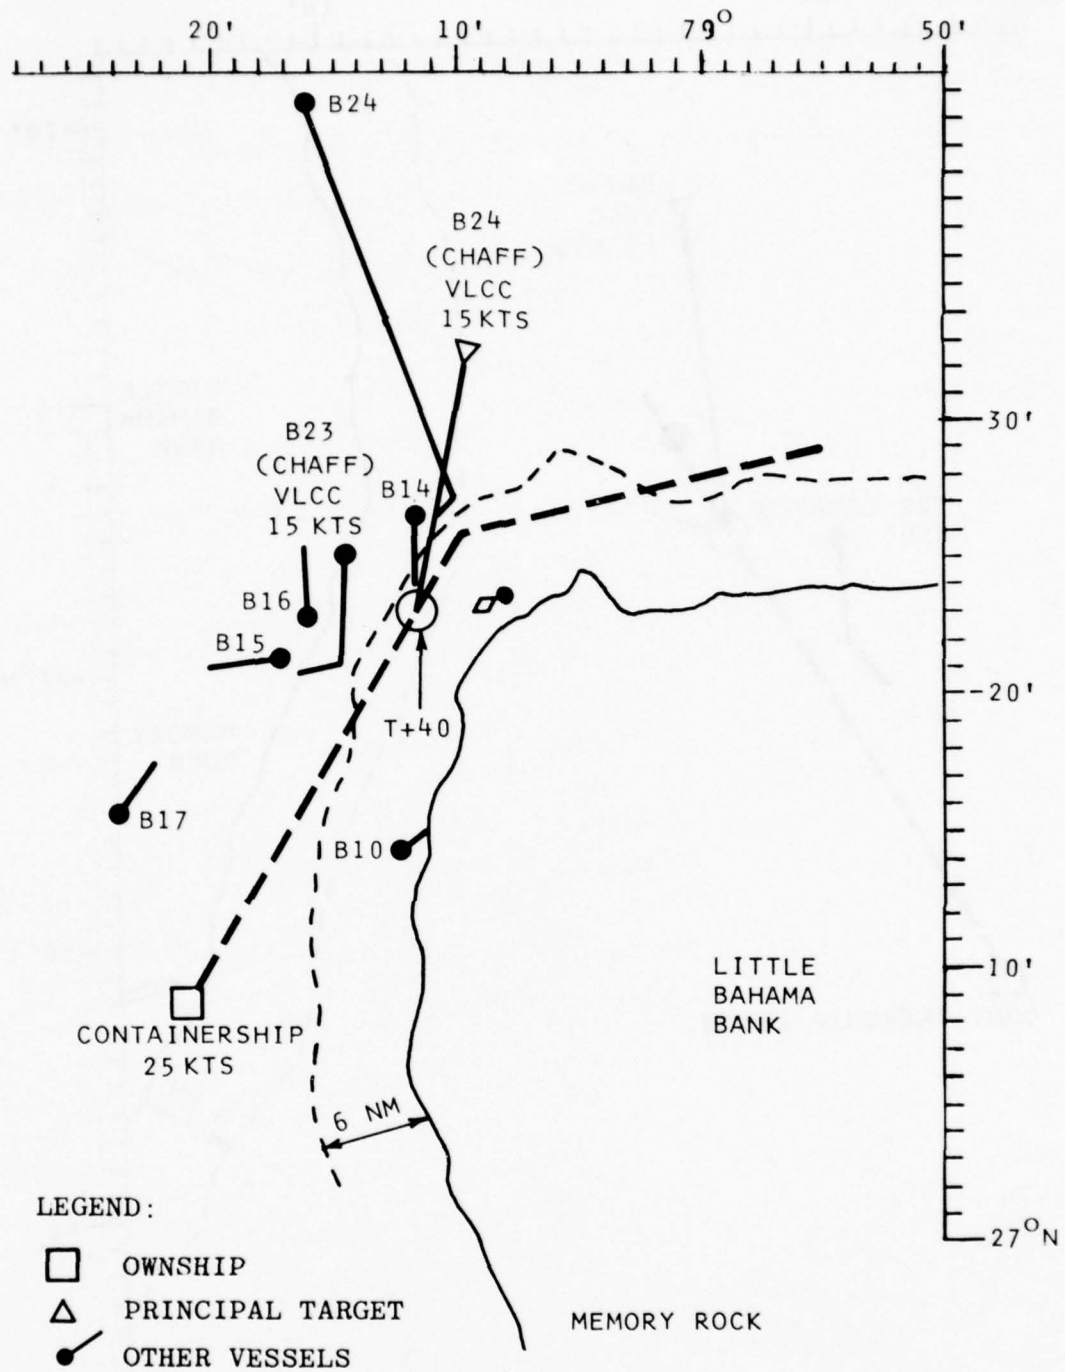 20' 10' 79° 50'
B24
B24
(CHAFF)
VLCC
15 KTS
30'
B23
(CHAFF)
VLCC
15 KTS
B14
B16
B15
20'
T+40
B17
B10
10'
LITTLE
BAHAMA
BANK
CONTAINERSHIP
25 KTS
6 NM
27°N
LEGEND:
OWNSHIP
PRINCIPAL TARGET
OTHER VESSELS
MEMORY ROCK